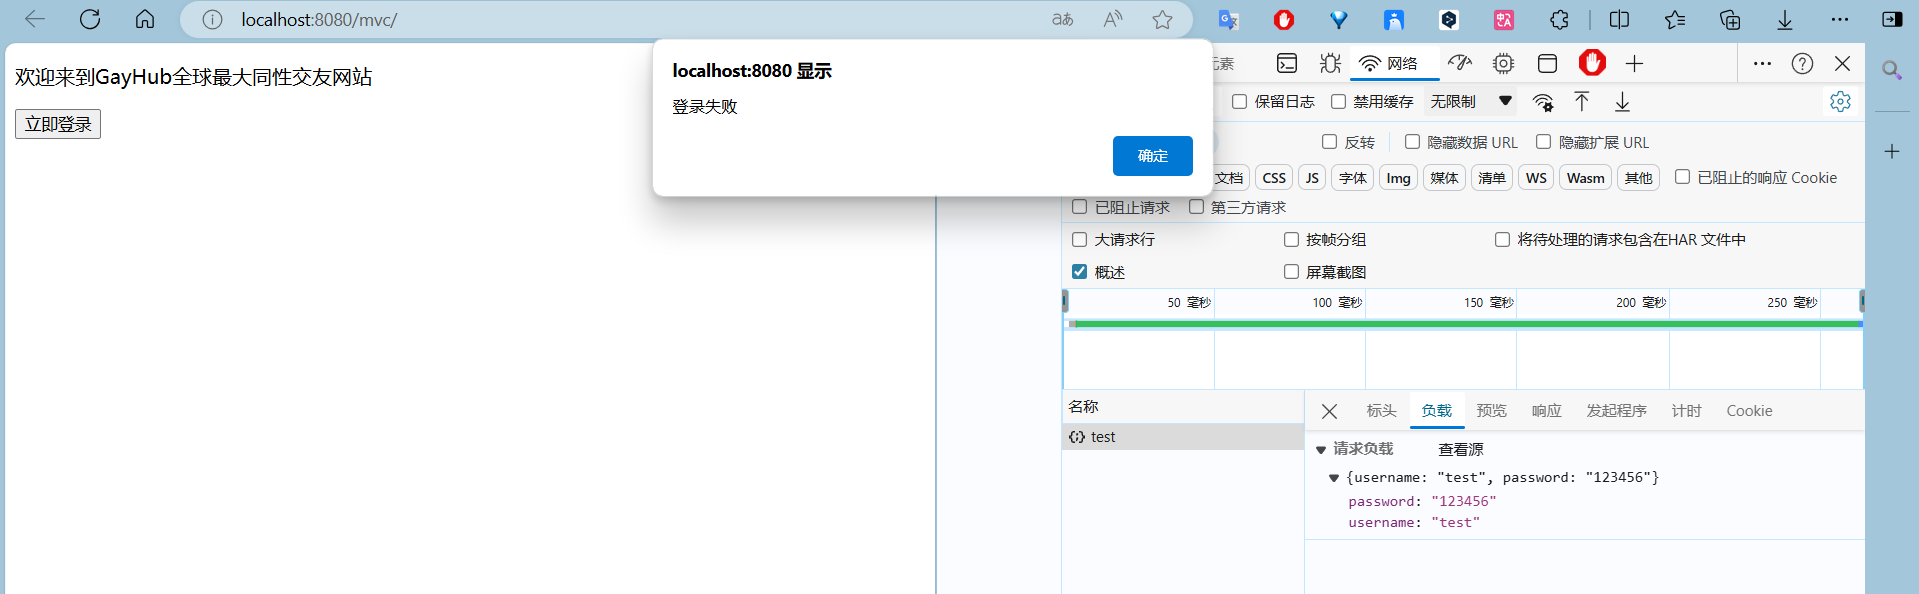 localhost:8080/mvc/
欢迎来到GayHub全球最大同性交友网站
立即登录
localhost:8080 显示
登录失败
确定
元素
网络
保留日志 禁用缓存 无限制
反转 隐藏数据 URL 隐藏扩展 URL
文档 CSS JS 字体 Img 媒体 清单 WS Wasm 其他 已阻止的响应 Cookie
已阻止请求 第三方请求
大请求行 按帧分组 将待处理的请求包含在HAR 文件中
概述 屏幕截图
50 毫秒 100 毫秒 150 毫秒 200 毫秒 250 毫秒
名称
test
标头 负载 预览 响应 发起程序 计时 Cookie
请求负载 查看源
{username: "test", password: "123456"}
password: "123456"
username: "test"